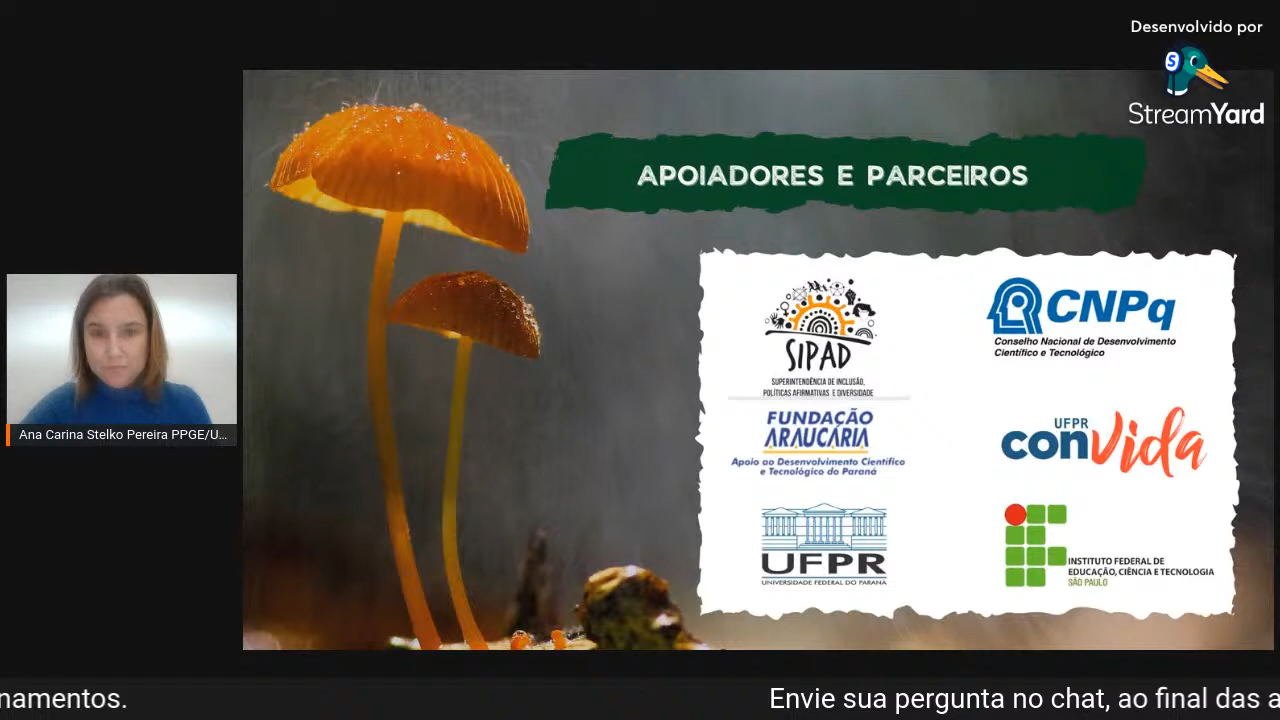 Desenvolvido por
StreamYard
APOIADORES E PARCEIROS
SIPAD
SUPERINTENDÊNCIA DE INCLUSÃO,
POLÍTICAS AFIRMATIVAS E DIVERSIDADE
CNPq
Conselho Nacional de Desenvolvimento
Científico e Tecnológico
FUNDAÇÃO
ARAUCÁRIA
Apoio ao Desenvolvimento Científico
e Tecnológico do Paraná
UFPR
conVida
UFPR
UNIVERSIDADE FEDERAL DO PARANÁ
INSTITUTO FEDERAL DE
EDUCAÇÃO, CIÊNCIA E TECNOLOGIA
SÃO PAULO
Ana Carina Stelko Pereira PPGE/U...
namentos.
Envie sua pergunta no chat, ao final das a